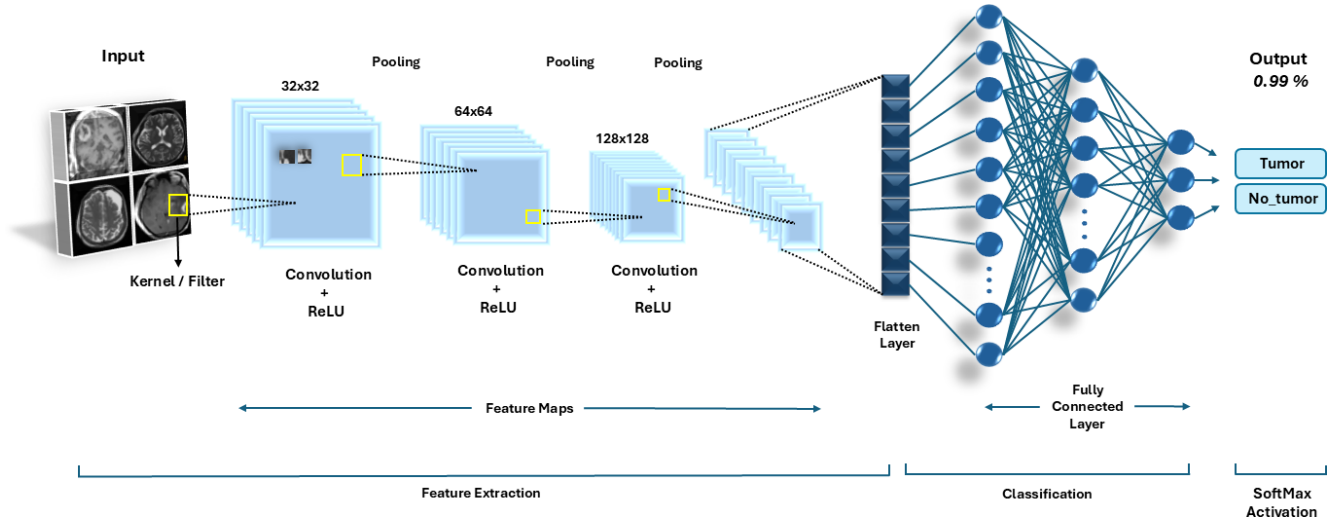 Input
Pooling
Pooling
Pooling
Output
0.99 %
32x32
64x64
128x128
Tumor
No_tumor
Kernel / Filter
Convolution
+
ReLU
Convolution
+
ReLU
Convolution
+
ReLU
Flatten
Layer
Feature Maps
Fully
Connected
Layer
Feature Extraction
Classification
SoftMax
Activation